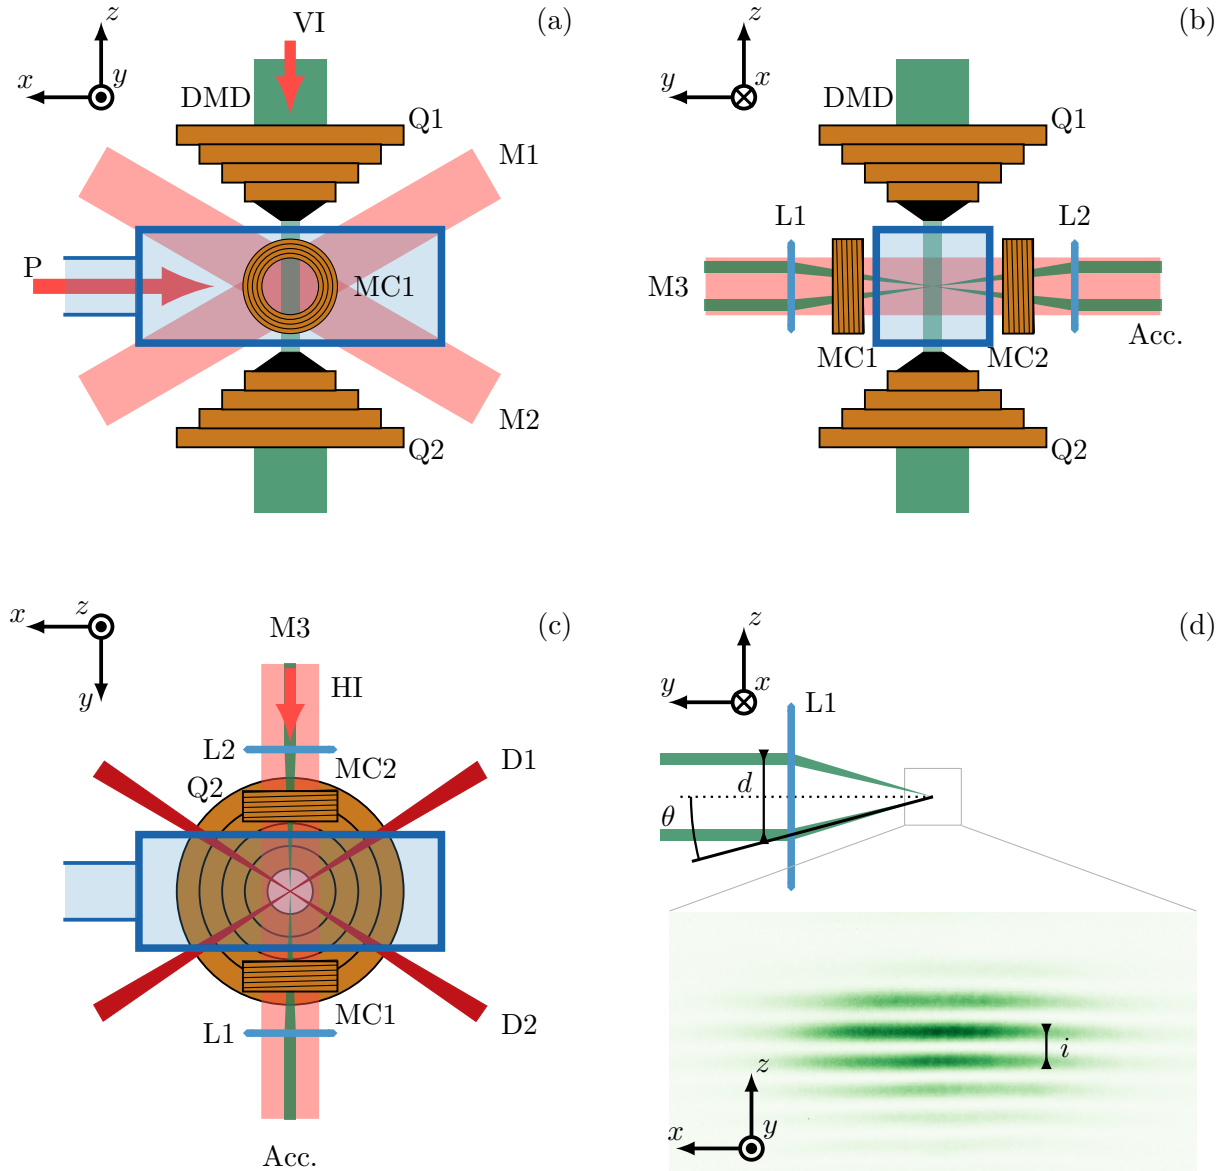 (a)
z
x
y
VI
DMD
Q1
M1
P
MC1
M2
Q2
(b)
z
y
x
DMD
Q1
L1
L2
M3
MC1
MC2
Acc.
Q2
(c)
x
z
y
M3
HI
L2
MC2
D1
Q2
L1
MC1
D2
Acc.
(d)
z
y
x
L1
d
θ
i
z
x
y